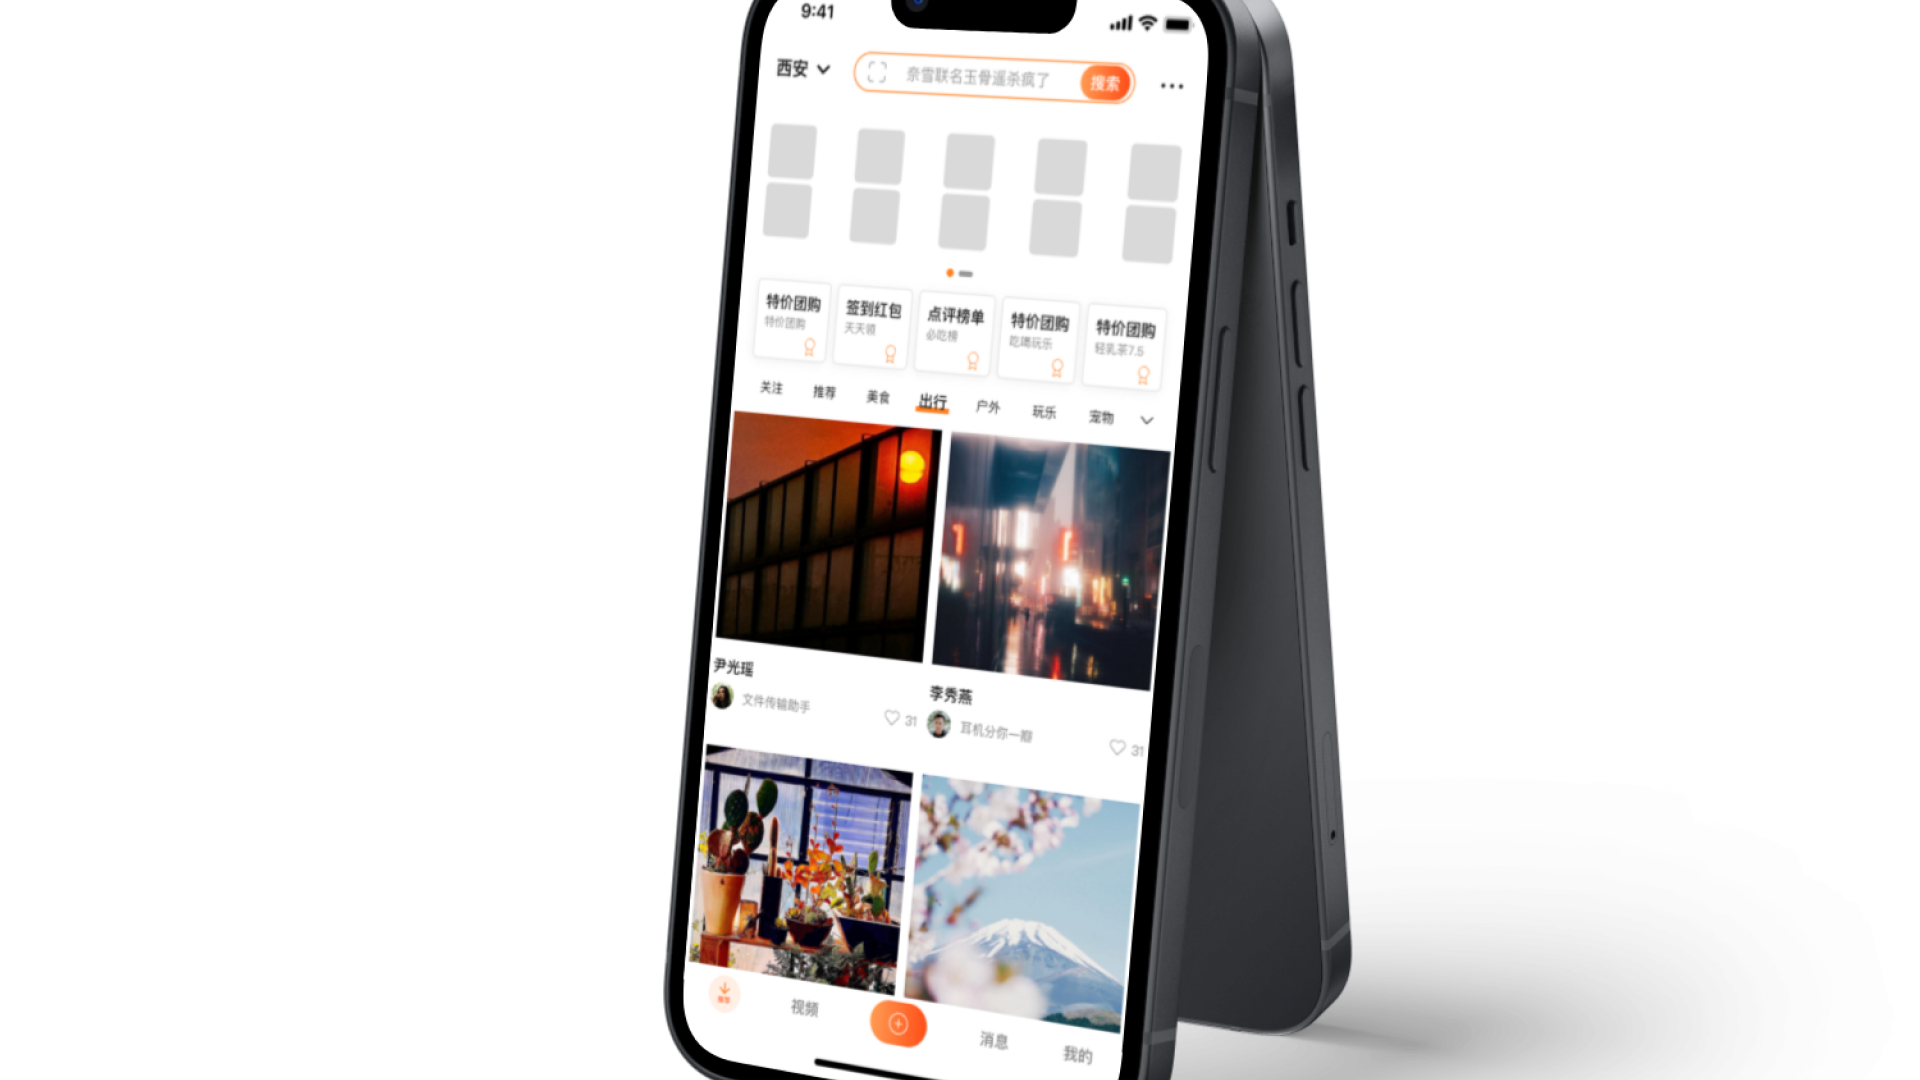 9:41
西安
奈雪联名玉骨遥杀疯了
搜索
特价团购
特价团购
签到红包
天天领
点评榜单
必吃榜
特价团购
吃喝玩乐
特价团购
轻乳茶7.5
关注
推荐
美食
出行
户外
玩乐
宠物
尹光瑶
文件传输助手
31
李秀燕
耳机分你一半
31
视频
消息
我的